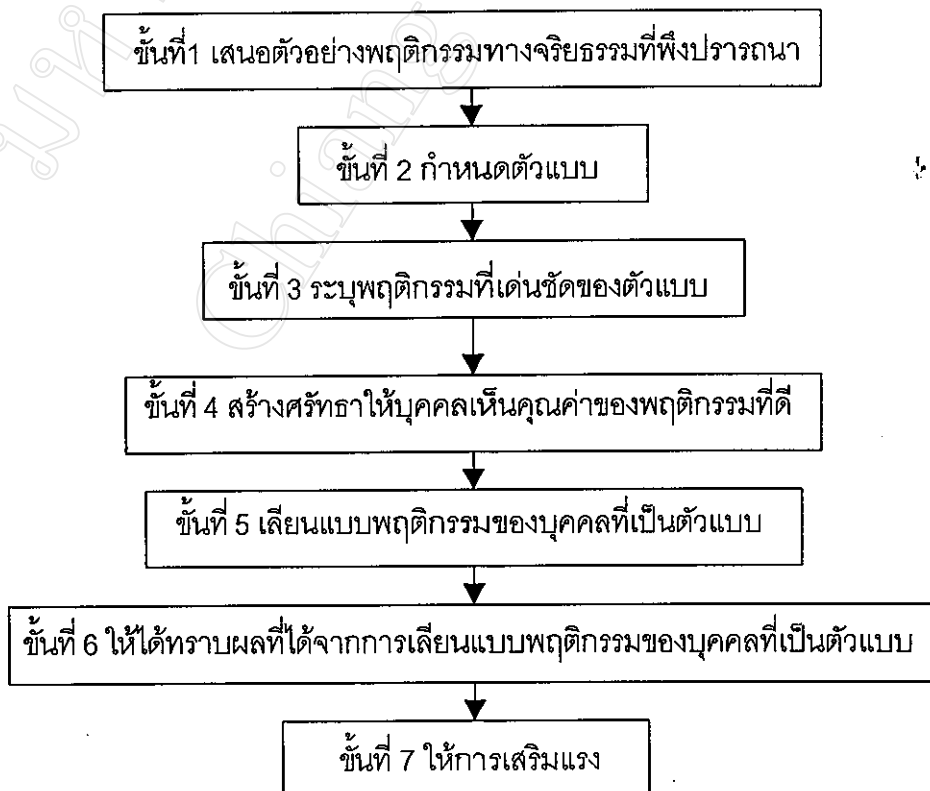 ขั้นที่1 เสนอตัวอย่างพฤติกรรมทางจริยธรรมที่พึงปรารถนา
ขั้นที่ 2 กำหนดตัวแบบ
ขั้นที่ 3 ระบุพฤติกรรมที่เด่นชัดของตัวแบบ
ขั้นที่ 4 สร้างศรัทธาให้บุคคลเห็นคุณค่าของพฤติกรรมที่ดี
ขั้นที่ 5 เลียนแบบพฤติกรรมของบุคคลที่เป็นตัวแบบ
ขั้นที่ 6 ให้ได้ทราบผลที่ได้จากการเลียนแบบพฤติกรรมของบุคคลที่เป็นตัวแบบ
ขั้นที่ 7 ให้การเสริมแรง
Chiang